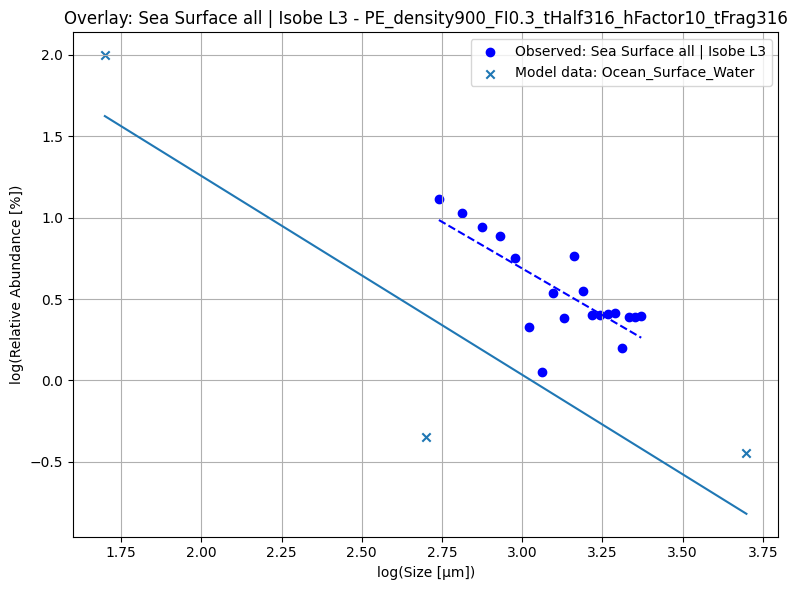 Overlay: Sea Surface all | Isobe L3 - PE_density900_FI0.3_tHalf316_hFactor10_tFrag316
Observed: Sea Surface all | Isobe L3
Model data: Ocean_Surface_Water
log(Relative Abundance [%])
2.0
1.5
1.0
0.5
0.0
−0.5
1.75 2.00 2.25 2.50 2.75 3.00 3.25 3.50 3.75
log(Size [μm])